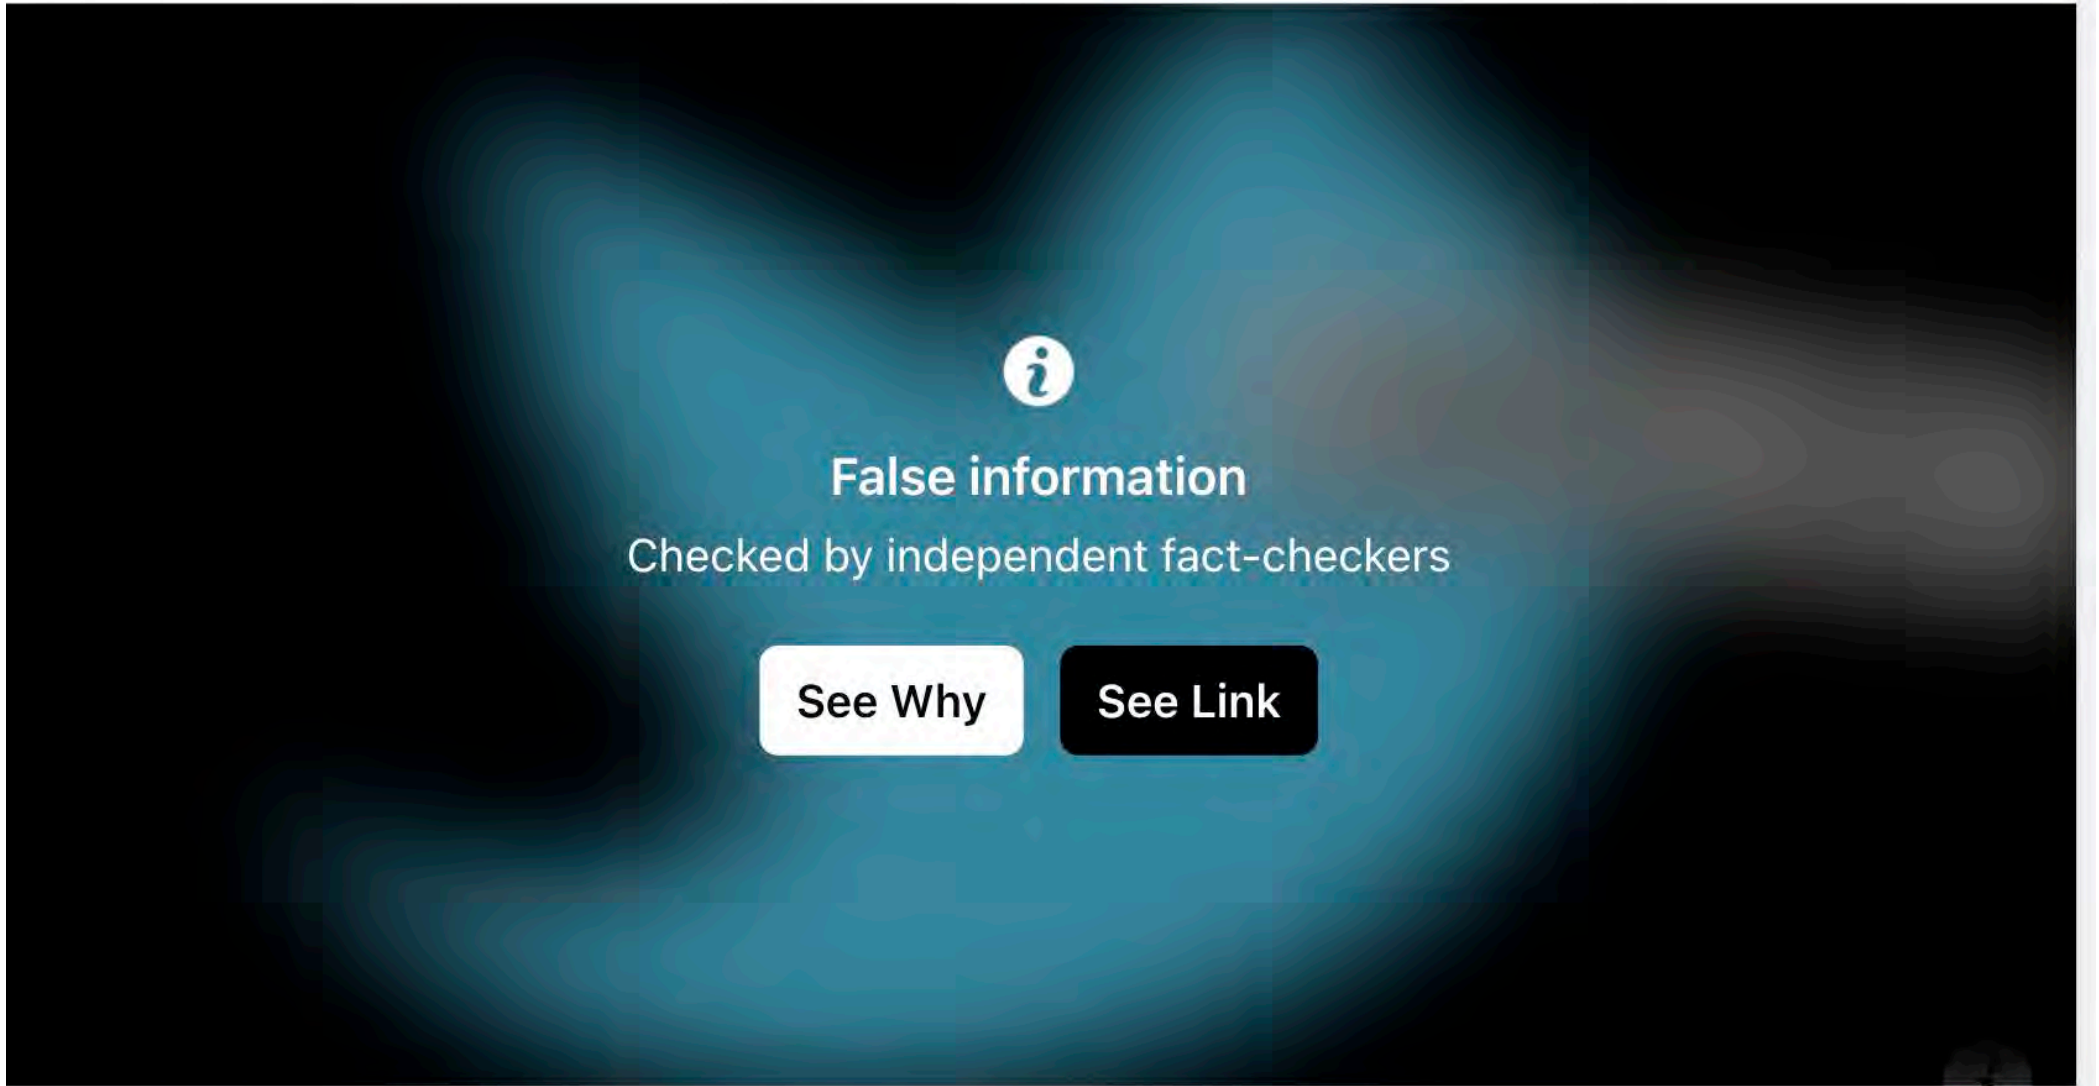 False information
Checked by independent fact-checkers
See Why
See Link